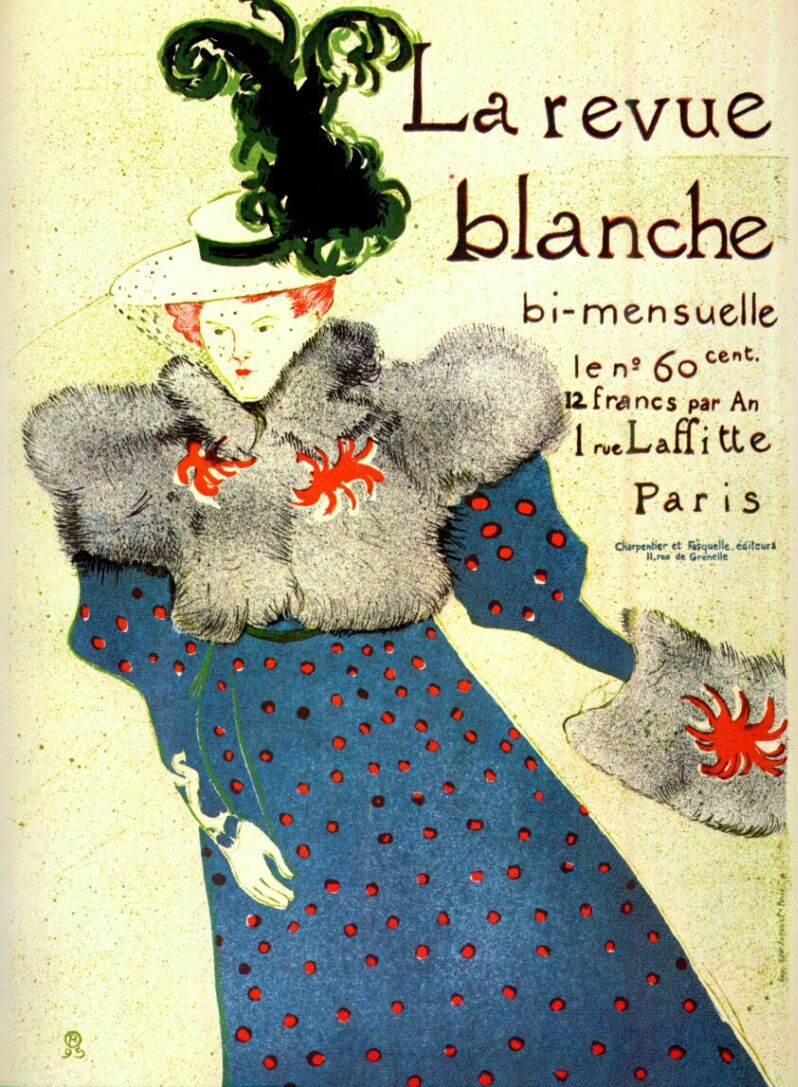 La revue
blanche
bi-mensuelle
le nº 60 cent.
12 francs par An
1 rue Laffitte
Paris
Charpentier et Fasquelle, éditeurs
11, rue de Grenelle
95